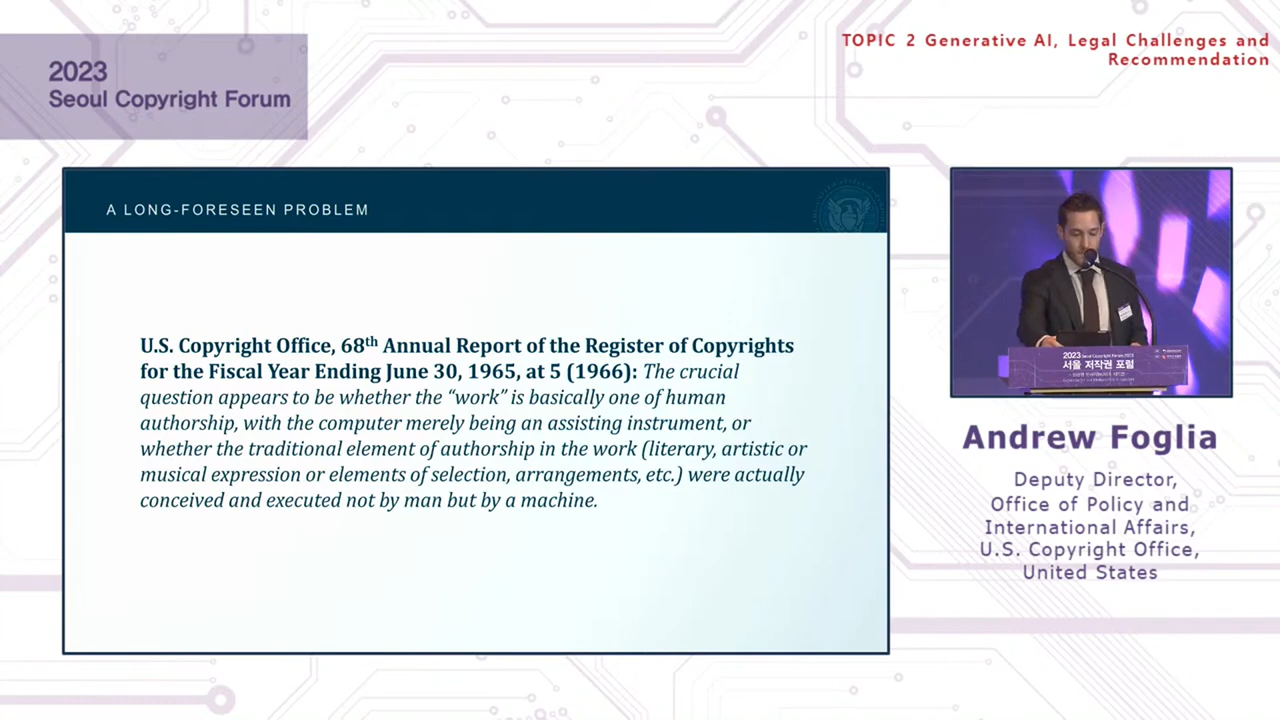 TOPIC 2 Generative AI, Legal Challenges and
Recommendation
2023
Seoul Copyright Forum
A LONG-FORESEEN PROBLEM
U.S. Copyright Office, 68th Annual Report of the Register of Copyrights
for the Fiscal Year Ending June 30, 1965, at 5 (1966): The crucial
question appears to be whether the “work” is basically one of human
authorship, with the computer merely being an assisting instrument, or
whether the traditional element of authorship in the work (literary, artistic or
musical expression or elements of selection, arrangements, etc.) were actually
conceived and executed not by man but by a machine.
2023 Seoul Copyright Forum
서울 저작권 포럼
Andrew Foglia
Deputy Director,
Office of Policy and
International Affairs,
U.S. Copyright Office,
United States